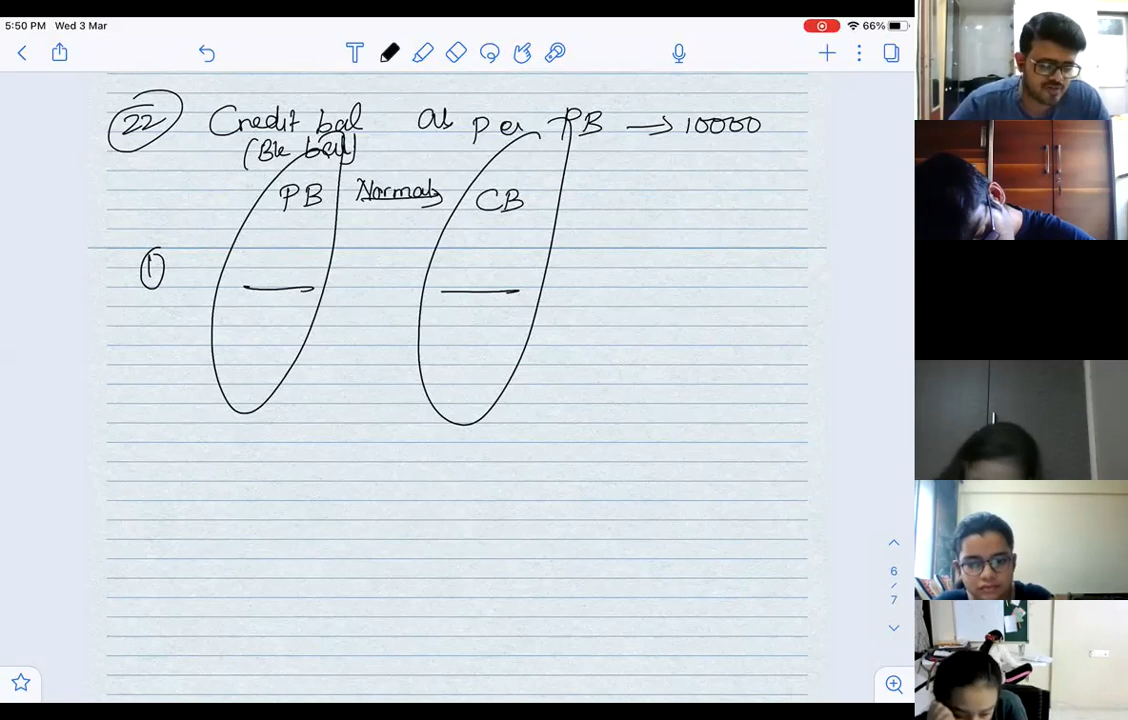 5:50 PM Wed 3 Mar
66%
22 Credit bal as per PB → 10000
(Bk bal)
PB Normal CB
1
6
/
7